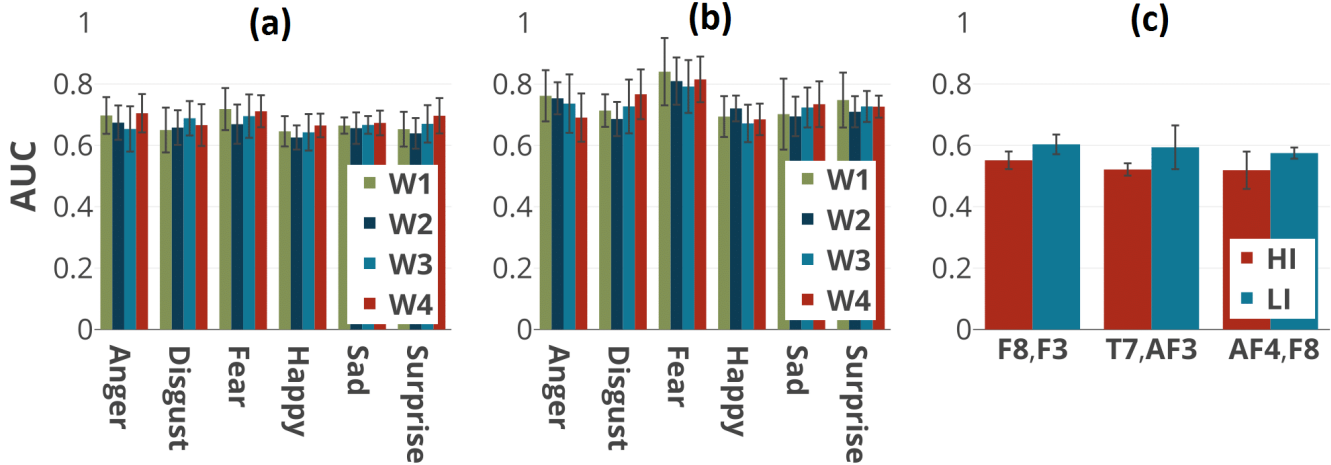 (a)
AUC
1
0.8
0.6
0.4
0.2
0
W1
W2
W3
W4
Anger
Disgust
Fear
Happy
Sad
Surprise
(b)
1
0.8
0.6
0.4
0.2
0
W1
W2
W3
W4
Anger
Disgust
Fear
Happy
Sad
Surprise
(c)
1
0.8
0.6
0.4
0.2
0
HI
LI
F8,F3
T7,AF3
AF4,F8